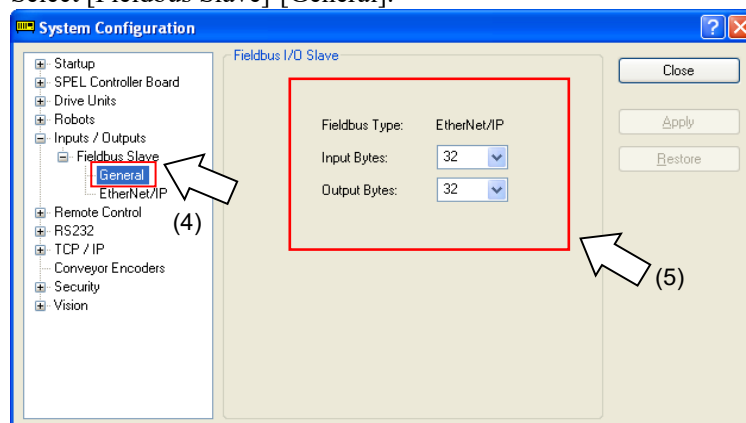 Select [Fieldbus Slave]-[General].
System Configuration
Startup
SPEL Controller Board
Drive Units
Robots
Inputs / Outputs
Fieldbus Slave
General
EtherNet/IP
Remote Control
RS232
TCP / IP
Conveyor Encoders
Security
Vision
(4)
Fieldbus I/O Slave
Fieldbus Type: EtherNet/IP
Input Bytes: 32
Output Bytes: 32
(5)
Close
Apply
Restore